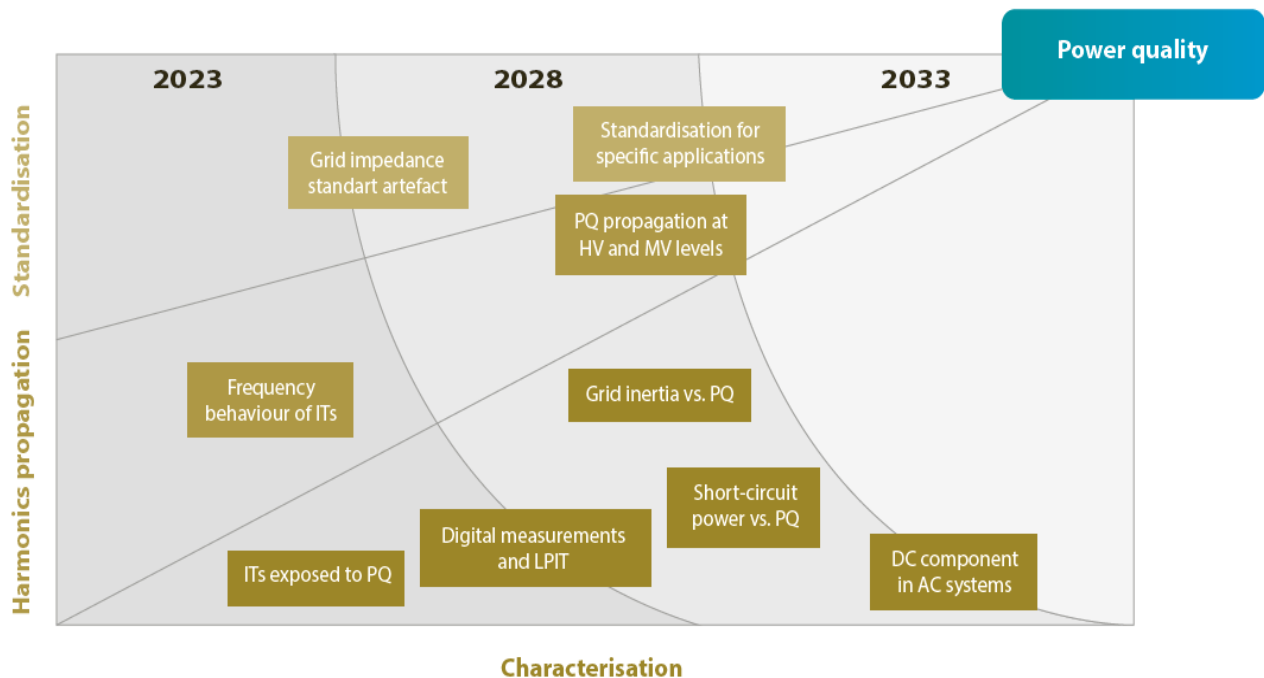 Power quality
2023
2028
2033
Standardisation
Harmonics propagation
Grid impedance
standart artefact
Standardisation for
specific applications
PQ propagation at
HV and MV levels
Frequency
behaviour of ITs
Grid inertia vs. PQ
Short-circuit
power vs. PQ
Digital measurements
and LPIT
ITs exposed to PQ
DC component
in AC systems
Characterisation